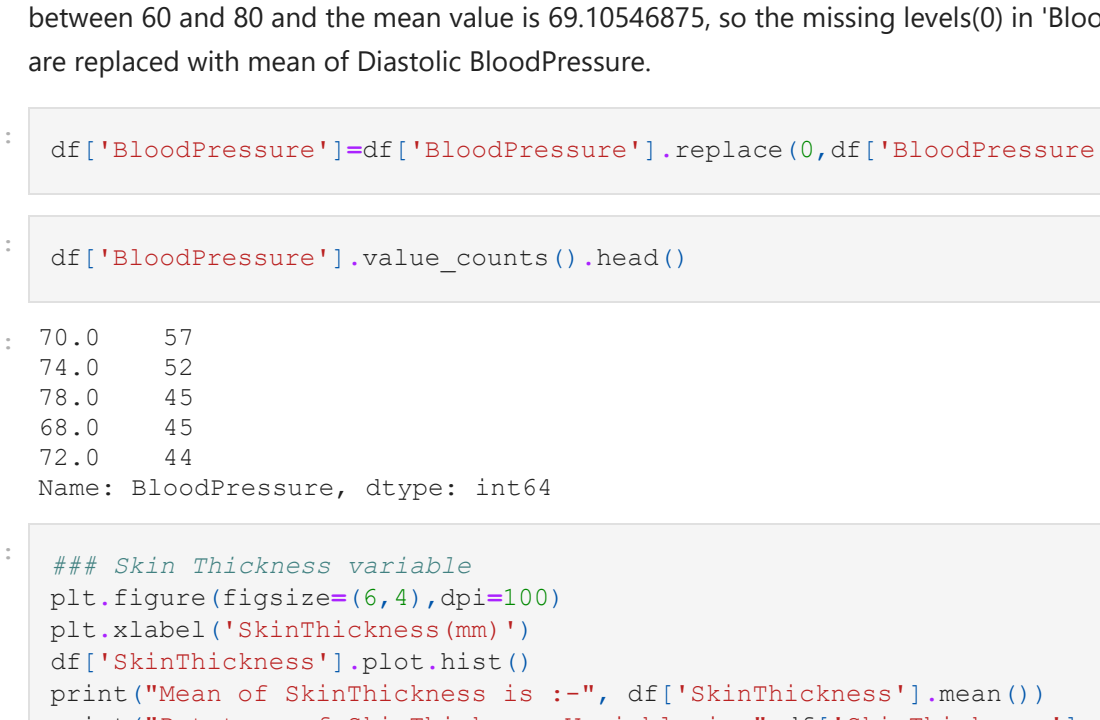 between 60 and 80 and the mean value is 69.10546875, so the missing levels(0) in 'Bloo
are replaced with mean of Diastolic BloodPressure.
:
df['BloodPressure']=df['BloodPressure'].replace(0,df['BloodPressure
:
df['BloodPressure'].value_counts().head()
:
70.0    57
74.0    52
78.0    45
68.0    45
72.0    44
Name: BloodPressure, dtype: int64
:
### Skin Thickness variable
plt.figure(figsize=(6,4),dpi=100)
plt.xlabel('SkinThickness(mm)')
df['SkinThickness'].plot.hist()
print("Mean of SkinThickness is :-", df['SkinThickness'].mean())